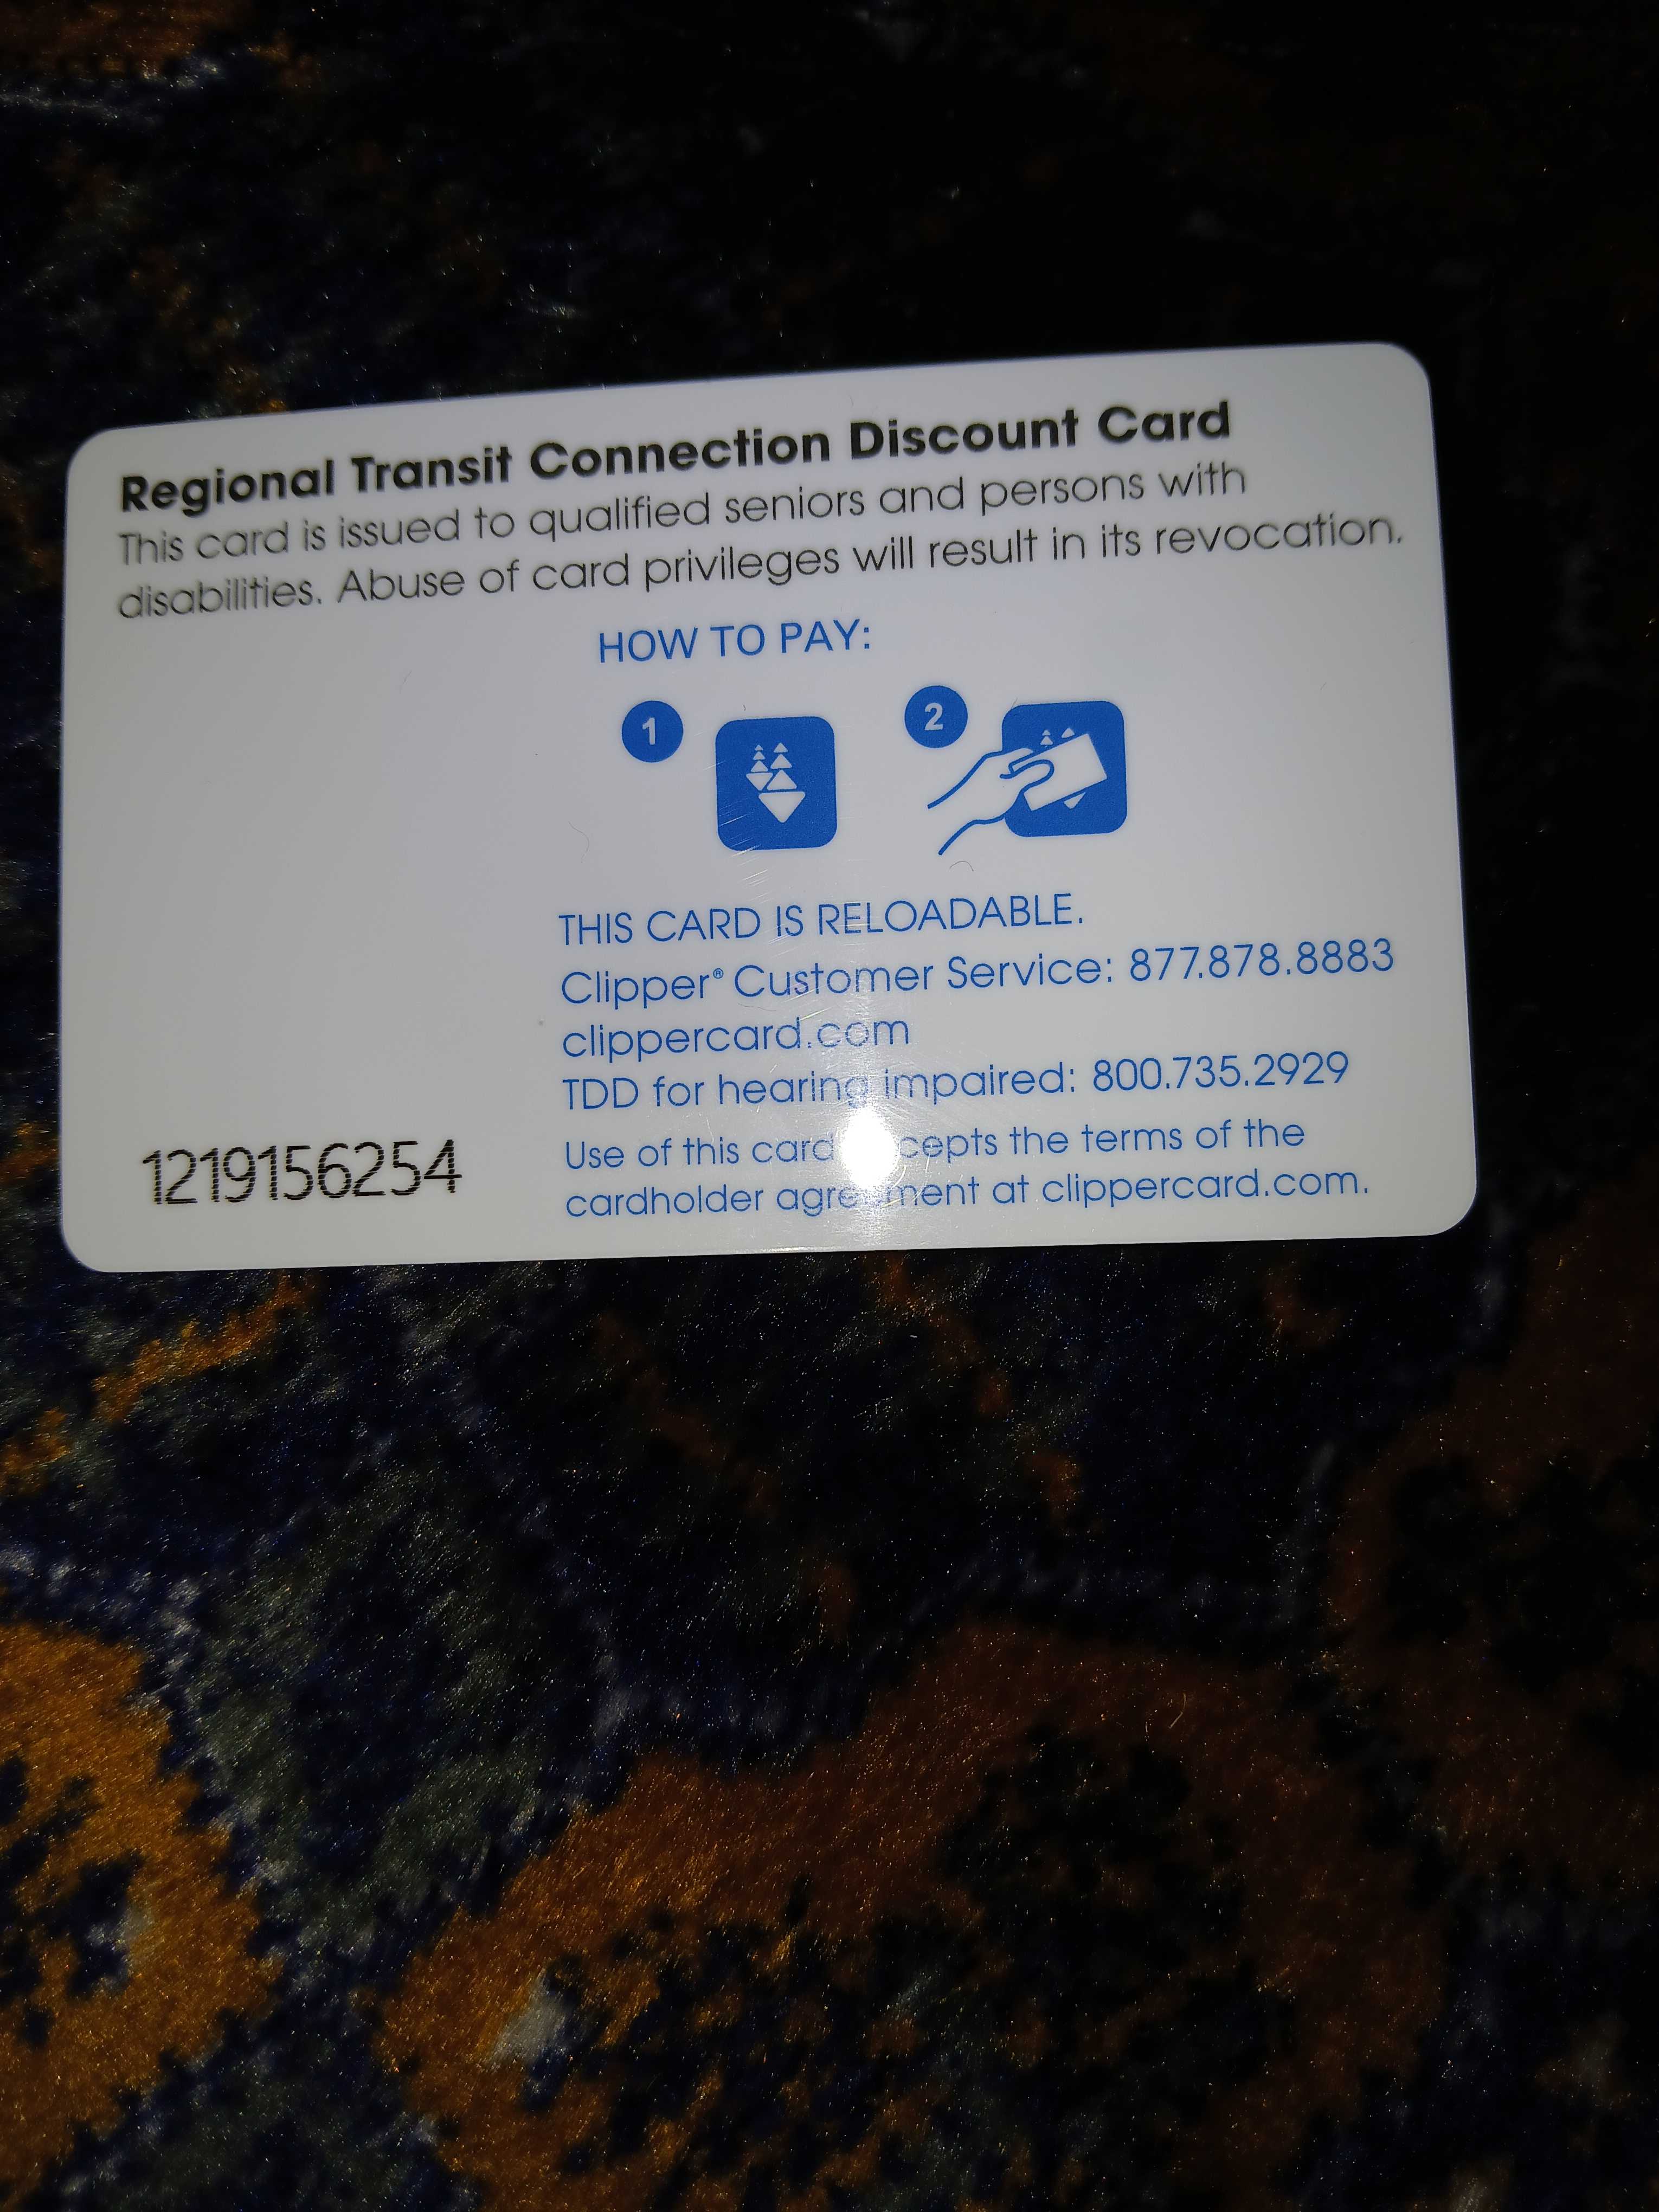 Regional Transit Connection Discount Card
This card is issued to qualified seniors and persons with
disabilities. Abuse of card privileges will result in its revocation.
HOW TO PAY:
1 2
THIS CARD IS RELOADABLE.
Clipper® Customer Service: 877.878.8883
clippercard.com
TDD for hearing impaired: 800.735.2929
Use of this card the terms of the
cardholder agreement at clippercard.com.
1219156254